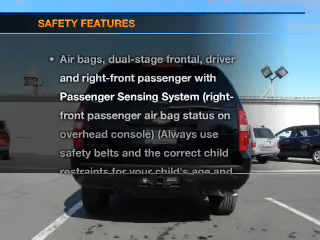 SAFETY FEATURES
• Air bags, dual-stage frontal, driver
and right-front passenger with
Passenger Sensing System (right-
front passenger air bag status on
overhead console) (Always use
safety belts and the correct child
restraints for your child's age and